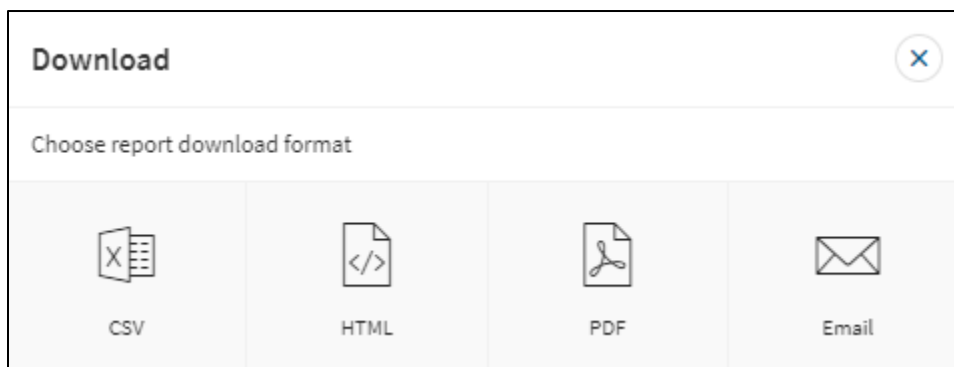 Download
Choose report download format
X
</>
CSV
HTML
PDF
Email